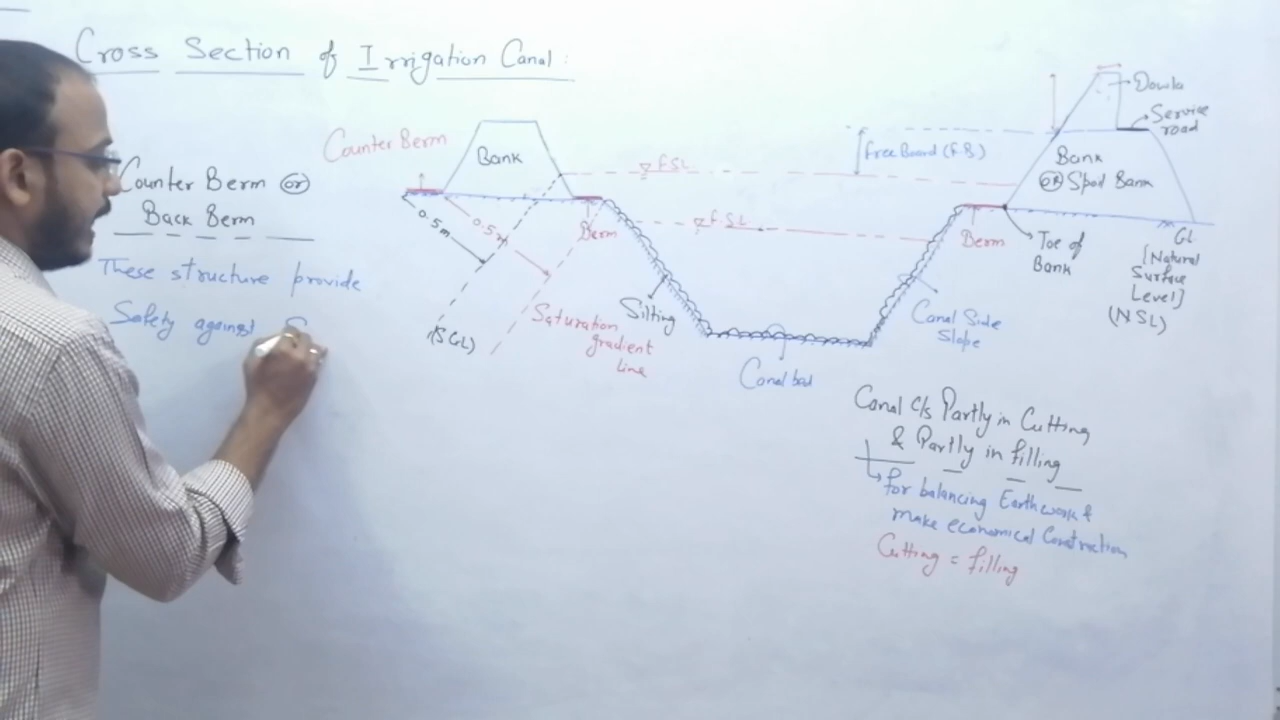 Cross Section of Irrigation Canal:
Counter Berm or
Back Berm
These structure provide
Safety against S
Counter Berm
Bank
0.5m
0.5m
(SGL)
Saturation
gradient
line
Berm
Silting
FSL
F.S.L
Canal bed
Free Board (F.B)
Dowla
Service
road
Bank
OR Spoil Bank
Berm
Toe of
Bank
GL
[Natural
Surface
Level]
(NSL)
Canal Side
Slope
Canal C/s Partly in Cutting
& Partly in filling
for balancing Earthwork &
make economical Constrction
Cutting = filling